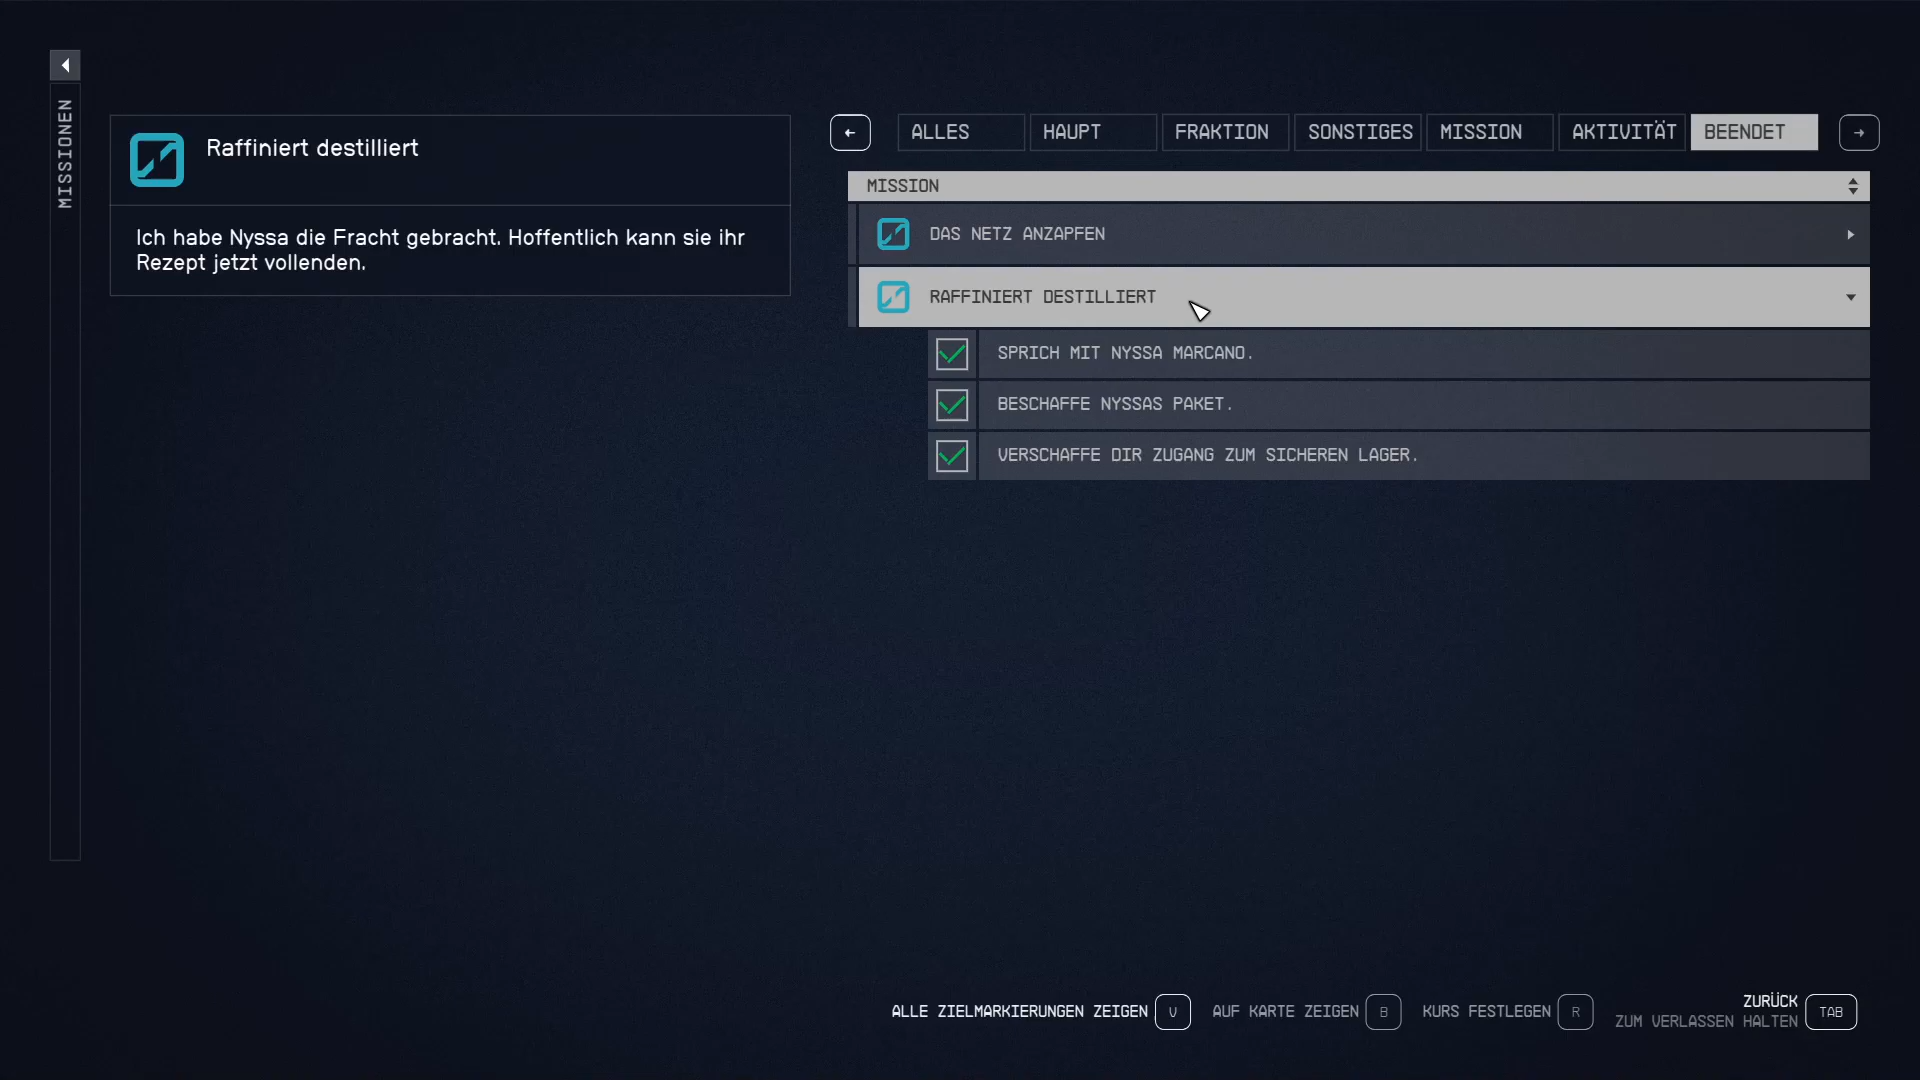 MISSIONEN
Raffiniert destilliert
Ich habe Nyssa die Fracht gebracht. Hoffentlich kann sie ihr
Rezept jetzt vollenden.
ALLES HAUPT FRAKTION SONSTIGES MISSION AKTIVITÄT BEENDET
MISSION
DAS NETZ ANZAPFEN
RAFFINIERT DESTILLIERT
SPRICH MIT NYSSA MARCANO.
BESCHAFFE NYSSAS PAKET.
VERSCHAFFE DIR ZUGANG ZUM SICHEREN LAGER.
ALLE ZIELMARKIERUNGEN ZEIGEN V AUF KARTE ZEIGEN B KURS FESTLEGEN R
ZURÜCK
ZUM VERLASSEN HALTEN TAB